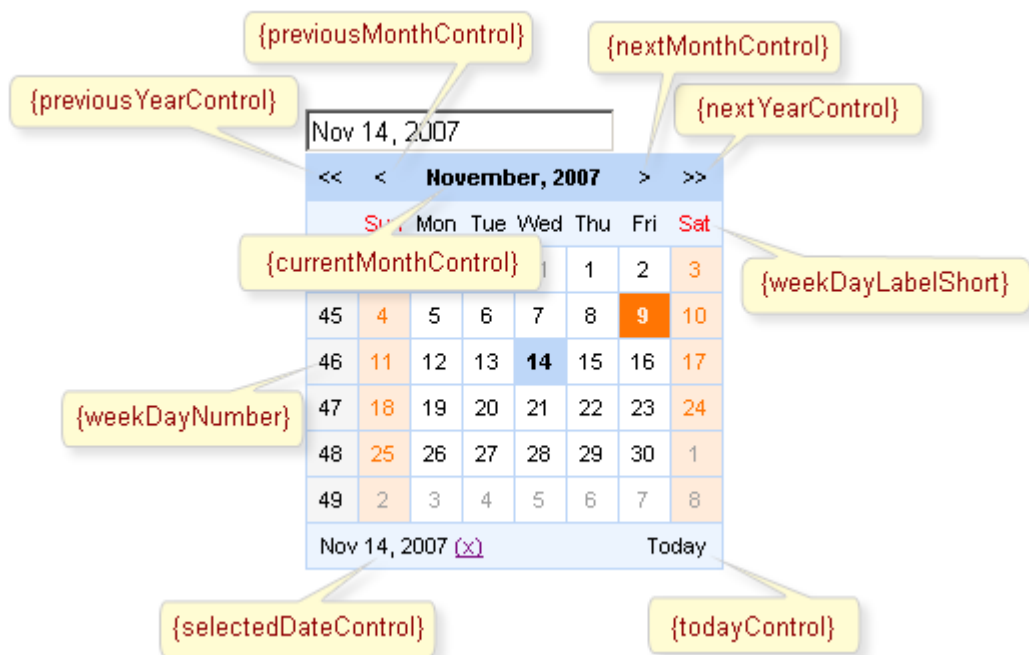 {previousMonthControl}
{nextMonthControl}
{previousYearControl}
{nextYearControl}
Nov 14, 2007
<< < November, 2007 > >>
Sun Mon Tue Wed Thu Fri Sat
{currentMonthControl}
1 1 2 3
{weekDayLabelShort}
45 4 5 6 7 8 9 10
46 11 12 13 14 15 16 17
{weekDayNumber}
47 18 19 20 21 22 23 24
48 25 26 27 28 29 30 1
49 2 3 4 5 6 7 8
Nov 14, 2007 (x) Today
{selectedDateControl}
{todayControl}